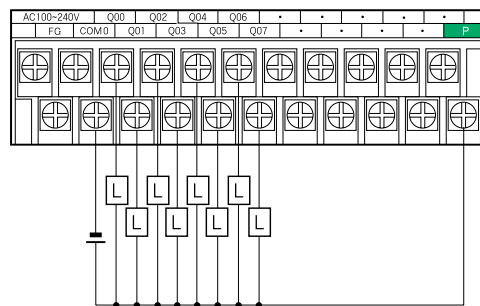 AC100~240V Q00 Q02 Q04 Q06 • • • • •
FG COM0 Q01 Q03 Q05 Q07 • • • • P
L L L L
L L L L